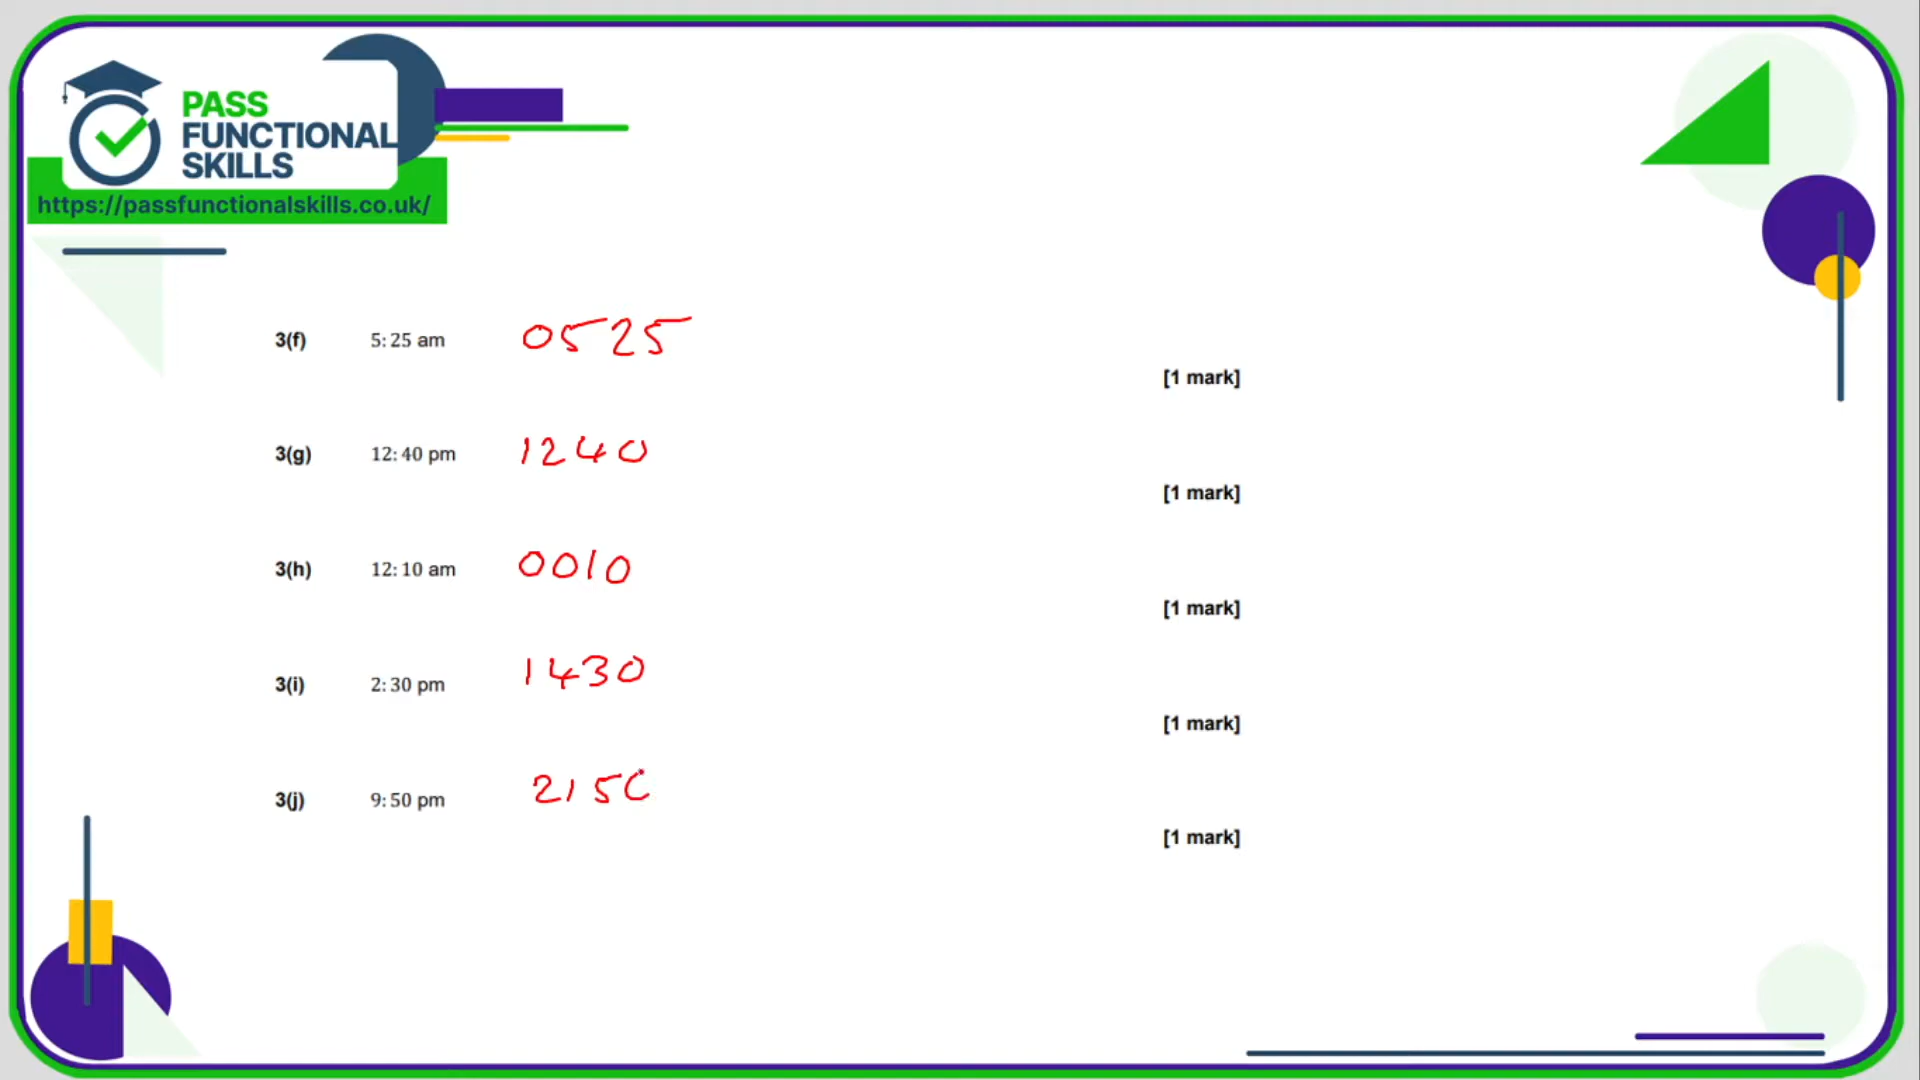 PASS
FUNCTIONAL
SKILLS
https://passfunctionalskills.co.uk/
3(f) 5:25 am 0525
[1 mark]
3(g) 12:40 pm 1240
[1 mark]
3(h) 12:10 am 0010
[1 mark]
3(i) 2:30 pm 1430
[1 mark]
3(j) 9:50 pm 2150
[1 mark]